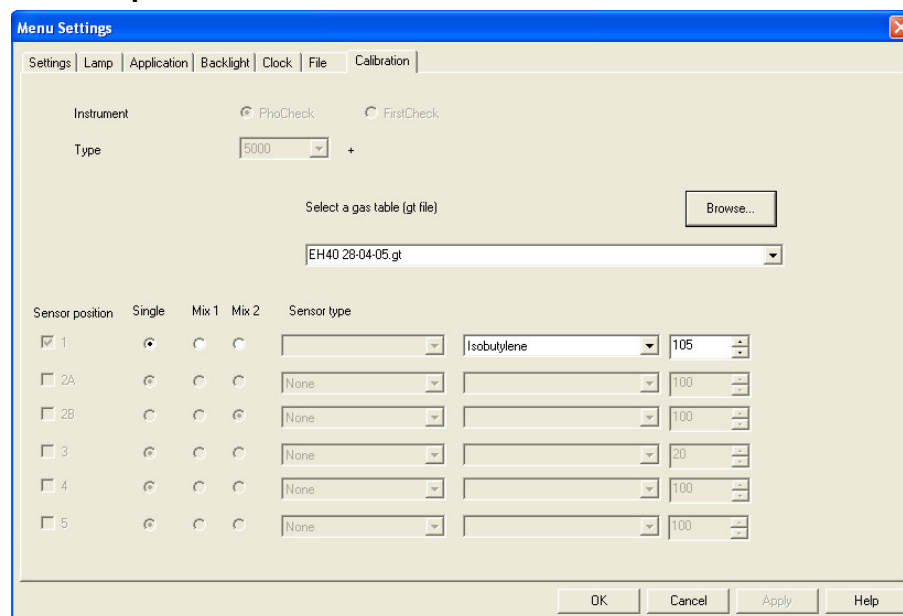 Menu Settings
Settings Lamp Application Backlight Clock File Calibration
Instrument PhoCheck FirstCheck
Type 5000 +
Select a gas table (gt file) Browse...
EH40 28-04-05.gt
Sensor position Single Mix 1 Mix 2 Sensor type
1 Isobutylene 105
2A None 100
2B None 100
3 None 20
4 None 100
5 None 100
OK Cancel Apply Help